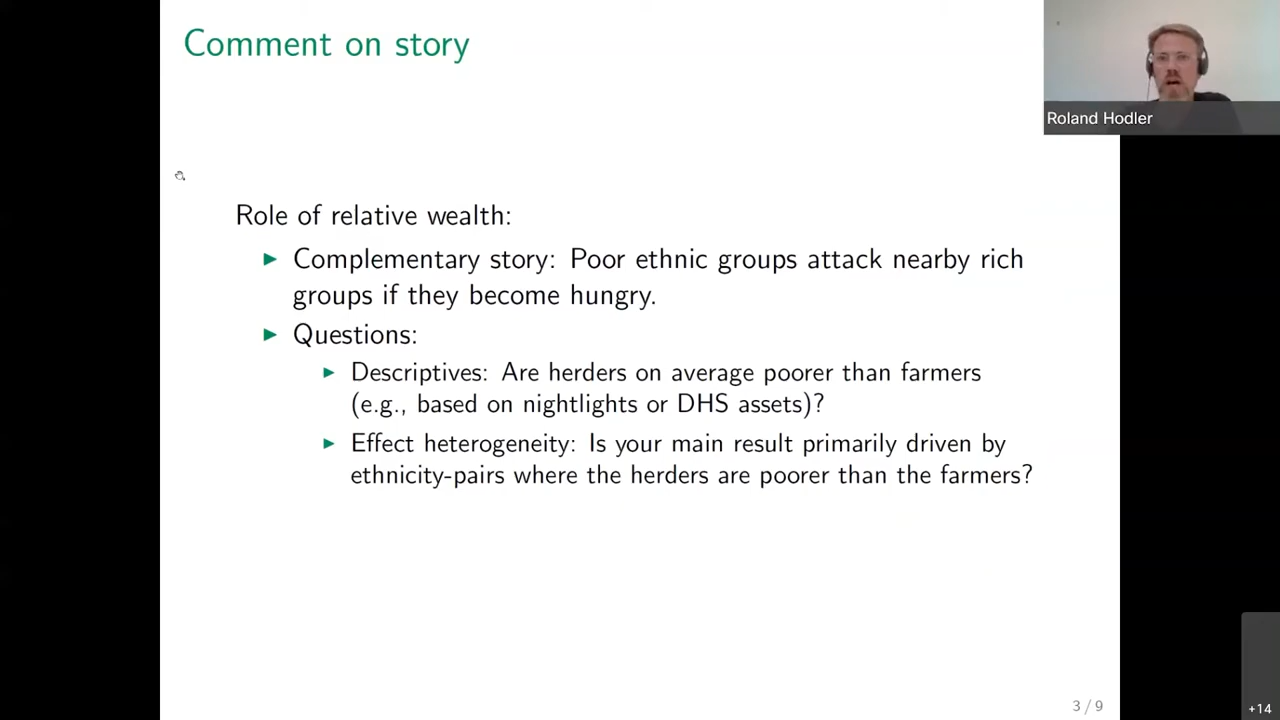 Comment on story
Roland Hodler
Role of relative wealth:
Complementary story: Poor ethnic groups attack nearby rich
groups if they become hungry.
Questions:
Descriptives: Are herders on average poorer than farmers
(e.g., based on nightlights or DHS assets)?
Effect heterogeneity: Is your main result primarily driven by
ethnicity-pairs where the herders are poorer than the farmers?
3 / 9
+14